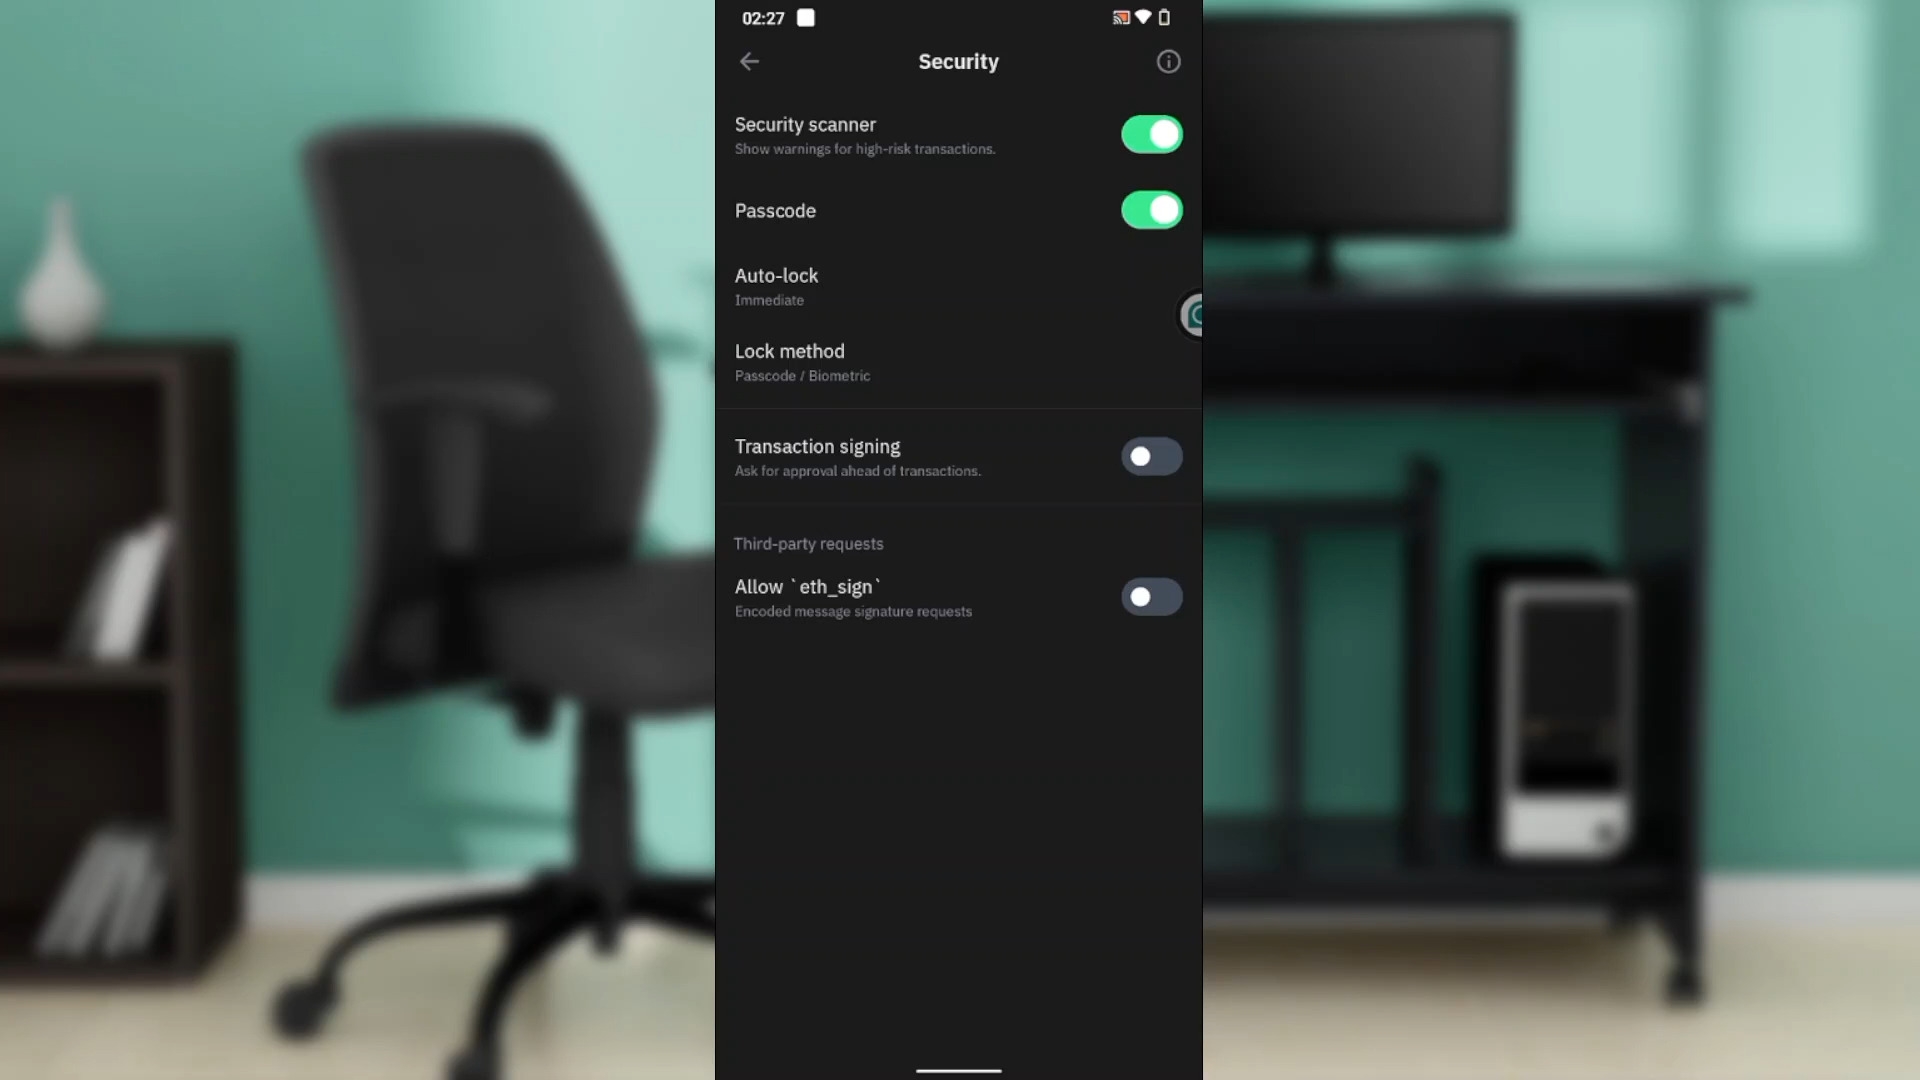 02:27
Security
Security scanner
Show warnings for high-risk transactions.
Passcode
Auto-lock
Immediate
Lock method
Passcode / Biometric
Transaction signing
Ask for approval ahead of transactions.
Third-party requests
Allow `eth_sign`
Encoded message signature requests